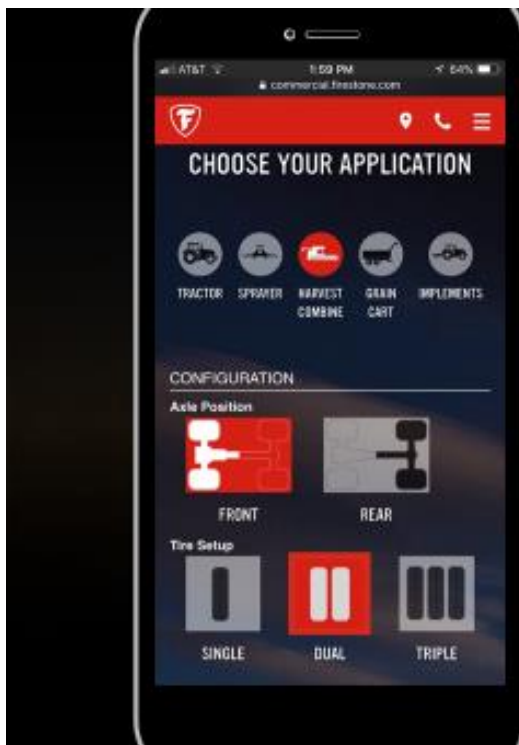 AT&T 1:59 PM 64%
commercial.firestone.com
F
CHOOSE YOUR APPLICATION
TRACTOR SPRAYER HARVEST COMBINE GRAIN CART IMPLEMENTS
CONFIGURATION
Axle Position
FRONT REAR
Tire Setup
SINGLE DUAL TRIPLE